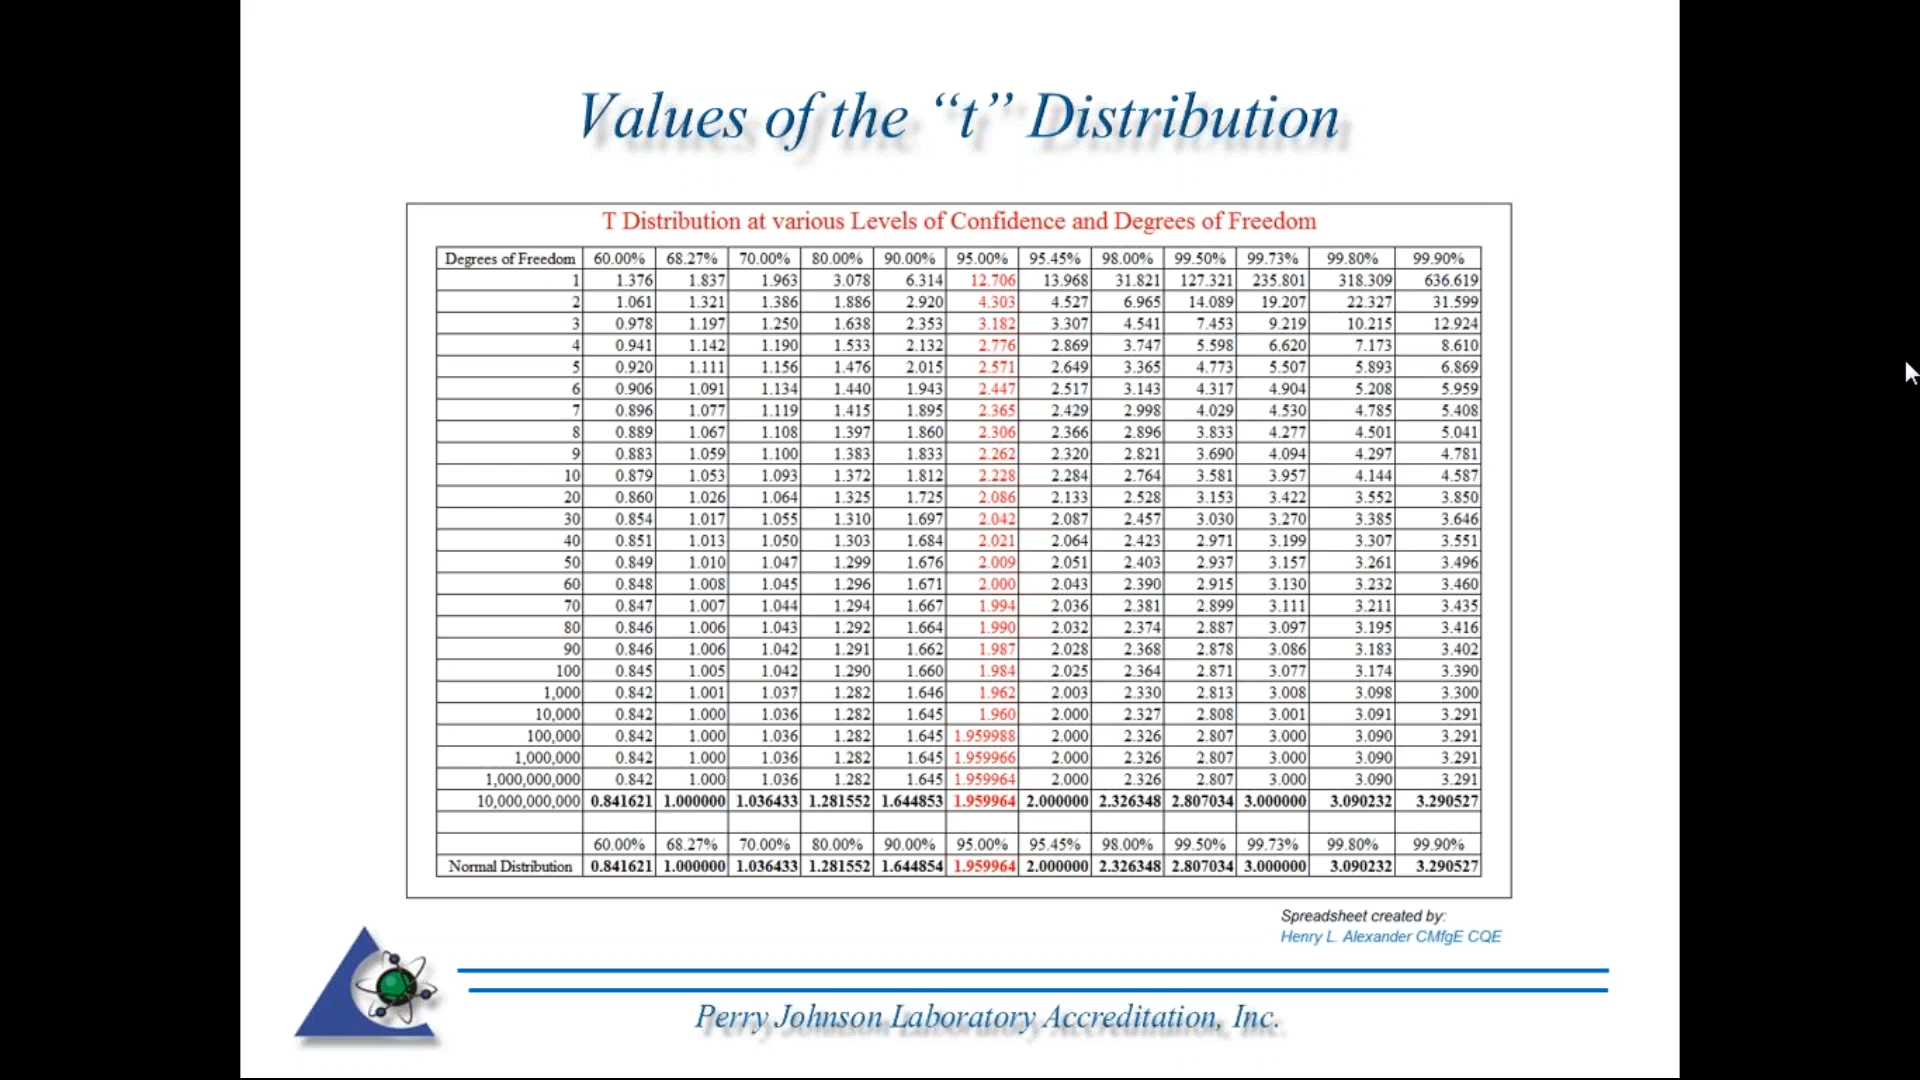 Values of the “t” Distribution
T Distribution at various Levels of Confidence and Degrees of Freedom
Degrees of Freedom 60.00% 68.27% 70.00% 80.00% 90.00% 95.00% 95.45% 98.00% 99.50% 99.73% 99.80% 99.90%
1 1.376 1.837 1.963 3.078 6.314 12.706 13.968 31.821 127.321 235.801 318.309 636.619
2 1.061 1.321 1.386 1.886 2.920 4.303 4.527 6.965 14.089 19.207 22.327 31.599
3 0.978 1.197 1.250 1.638 2.353 3.182 3.307 4.541 7.453 9.219 10.215 12.924
4 0.941 1.142 1.190 1.533 2.132 2.776 2.869 3.747 5.598 6.620 7.173 8.610
5 0.920 1.111 1.156 1.476 2.015 2.571 2.649 3.365 4.773 5.507 5.893 6.869
6 0.906 1.091 1.134 1.440 1.943 2.447 2.517 3.143 4.317 4.904 5.208 5.959
7 0.896 1.077 1.119 1.415 1.895 2.365 2.429 2.998 4.029 4.530 4.785 5.408
8 0.889 1.067 1.108 1.397 1.860 2.306 2.366 2.896 3.833 4.277 4.501 5.041
9 0.883 1.059 1.100 1.383 1.833 2.262 2.320 2.821 3.690 4.094 4.297 4.781
10 0.879 1.053 1.093 1.372 1.812 2.228 2.284 2.764 3.581 3.957 4.144 4.587
20 0.860 1.026 1.064 1.325 1.725 2.086 2.133 2.528 3.153 3.422 3.552 3.850
30 0.854 1.017 1.055 1.310 1.697 2.042 2.087 2.457 3.030 3.270 3.385 3.646
40 0.851 1.013 1.050 1.303 1.684 2.021 2.064 2.423 2.971 3.199 3.307 3.551
50 0.849 1.010 1.047 1.299 1.676 2.009 2.051 2.403 2.937 3.157 3.261 3.496
60 0.848 1.008 1.045 1.296 1.671 2.000 2.043 2.390 2.915 3.130 3.232 3.460
70 0.847 1.007 1.044 1.294 1.667 1.994 2.036 2.381 2.899 3.111 3.211 3.435
80 0.846 1.006 1.043 1.292 1.664 1.990 2.032 2.374 2.887 3.097 3.195 3.416
90 0.846 1.006 1.042 1.291 1.662 1.987 2.028 2.368 2.878 3.086 3.183 3.402
100 0.845 1.005 1.042 1.290 1.660 1.984 2.025 2.364 2.871 3.077 3.174 3.390
1,000 0.842 1.001 1.037 1.282 1.646 1.962 2.003 2.330 2.813 3.008 3.098 3.300
10,000 0.842 1.000 1.036 1.282 1.645 1.960 2.000 2.327 2.808 3.001 3.091 3.291
100,000 0.842 1.000 1.036 1.282 1.645 1.959988 2.000 2.326 2.807 3.000 3.090 3.291
1,000,000 0.842 1.000 1.036 1.282 1.645 1.959966 2.000 2.326 2.807 3.000 3.090 3.291
1,000,000,000 0.842 1.000 1.036 1.282 1.645 1.959964 2.000 2.326 2.807 3.000 3.090 3.291
10,000,000,000 0.841621 1.000000 1.036433 1.281552 1.644853 1.959964 2.000000 2.326348 2.807034 3.000000 3.090232 3.290527
60.00% 68.27% 70.00% 80.00% 90.00% 95.00% 95.45% 98.00% 99.50% 99.73% 99.80% 99.90%
Normal Distribution 0.841621 1.000000 1.036433 1.281552 1.644854 1.959964 2.000000 2.326348 2.807034 3.000000 3.090232 3.290527
Spreadsheet created by:
Henry L. Alexander CMfgE CQE
Perry Johnson Laboratory Accreditation, Inc.